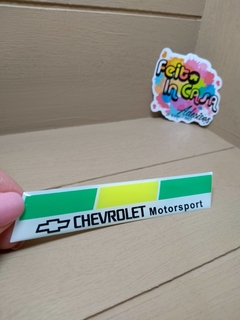 Feito
In CASA
Adesivos
CHEVROLET Motorsport